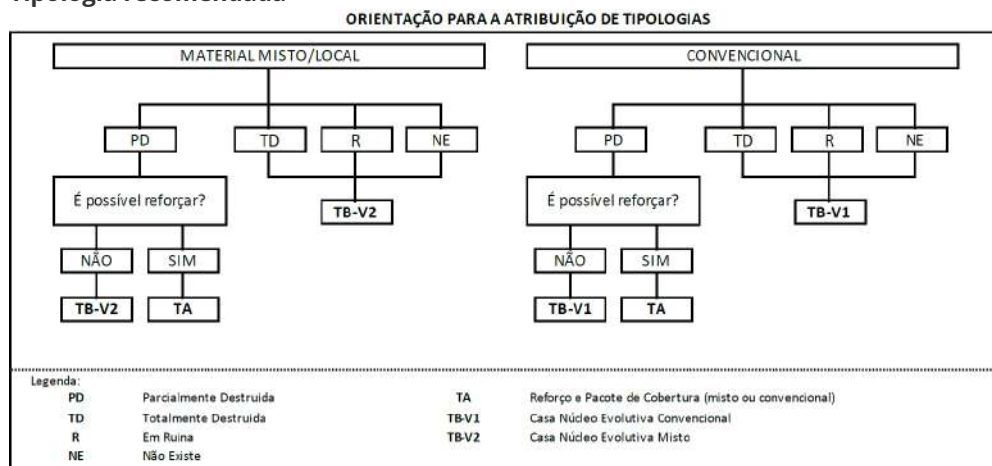 Tipologia recomendada
ORIENTAÇÃO PARA A ATRIBUIÇÃO DE TIPOLOGIAS
MATERIAL MISTO/LOCAL
PD TD R NE
É possível reforçar?
TB-V2
NÃO SIM
TB-V2 TA
CONVENCIONAL
PD TD R NE
É possível reforçar?
TB-V1
NÃO SIM
TB-V1 TA
Legenda:
PD Parcialmente Destruida
TD Totalmente Destruida
R Em Ruina
NE Não Existe
TA Reforço e Pacote de Cobertura (misto ou convencional)
TB-V1 Casa Núcleo Evolutiva Convencional
TB-V2 Casa Núcleo Evolutiva Misto